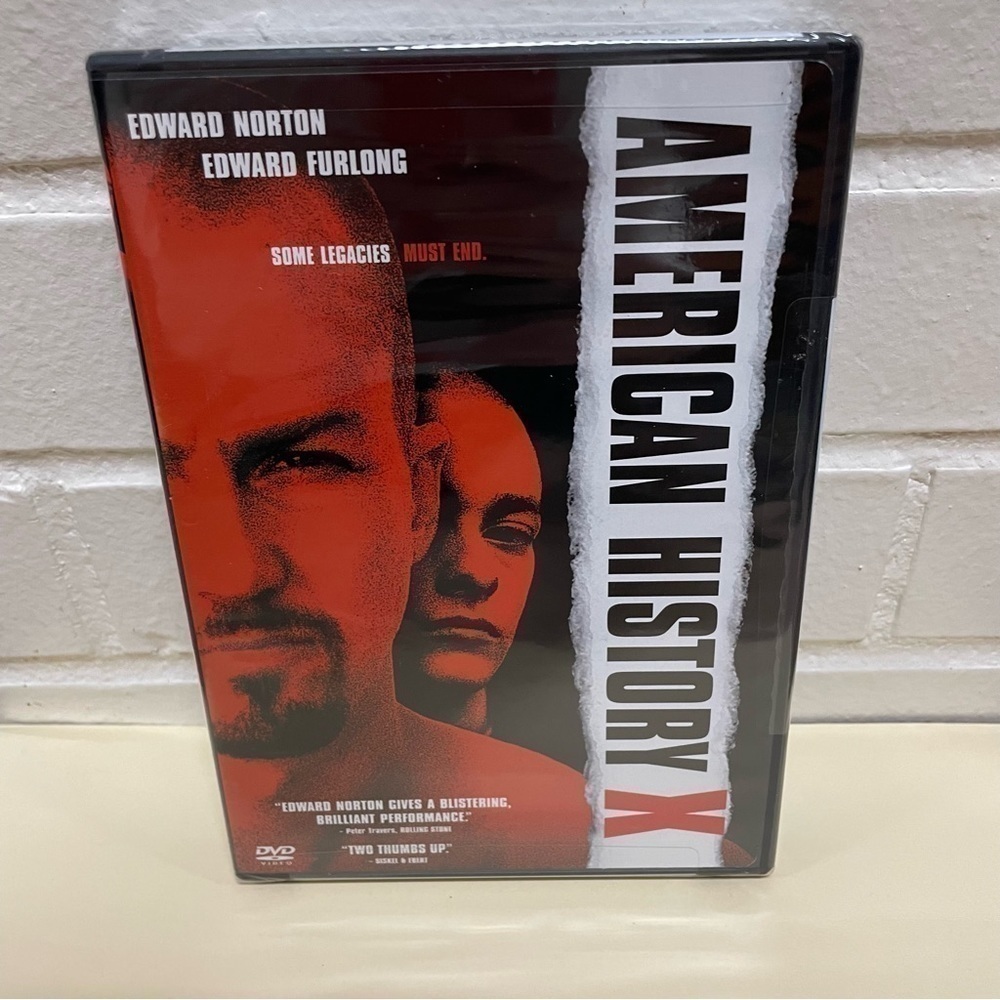 EDWARD NORTON
EDWARD FURLONG
SOME LEGACIES MUST END.
AMERICAN HISTORY X
"EDWARD NORTON GIVES A BLISTERING,
BRILLIANT PERFORMANCE."
- Peter Travers, ROLLING STONE
"TWO THUMBS UP."
- SISKEL & EBERT
DVD
VIDEO